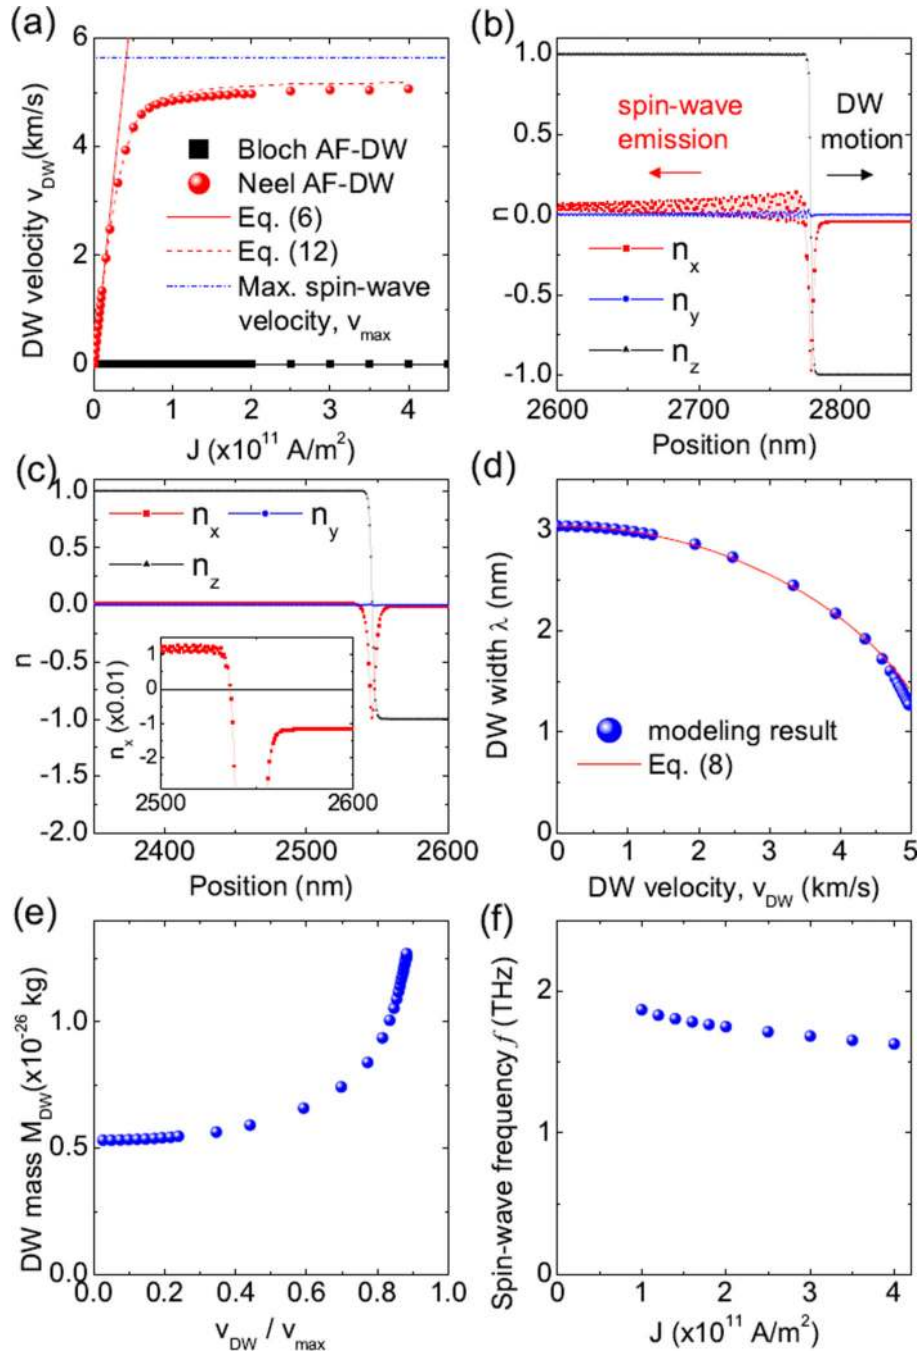 (a)
6
4
2
0
DW velocity v_DW(km/s)
Bloch AF-DW
Neel AF-DW
Eq. (6)
Eq. (12)
Max. spin-wave
velocity, v_max
0 1 2 3 4
J (x10^11 A/m^2)
(b)
1.0
0.5
0.0
-0.5
-1.0
n
spin-wave
emission
DW
motion
n_x
n_y
n_z
2600 2700 2800
Position (nm)
(c)
1.0
0.5
0.0
-0.5
-1.0
-1.5
-2.0
n
n_x n_y
n_z
n_x (x0.01)
1
0
-1
-2
2500 2600
2400 2500 2600
Position (nm)
(d)
3
2
1
0
DW width λ (nm)
modeling result
Eq. (8)
0 1 2 3 4 5
DW velocity, v_DW (km/s)
(e)
1.0
0.5
0.0
DW mass M_DW(x10^-26 kg)
0.0 0.2 0.4 0.6 0.8 1.0
v_DW / v_max
(f)
2
1
0
Spin-wave frequency f (THz)
0 1 2 3 4
J (x10^11 A/m^2)